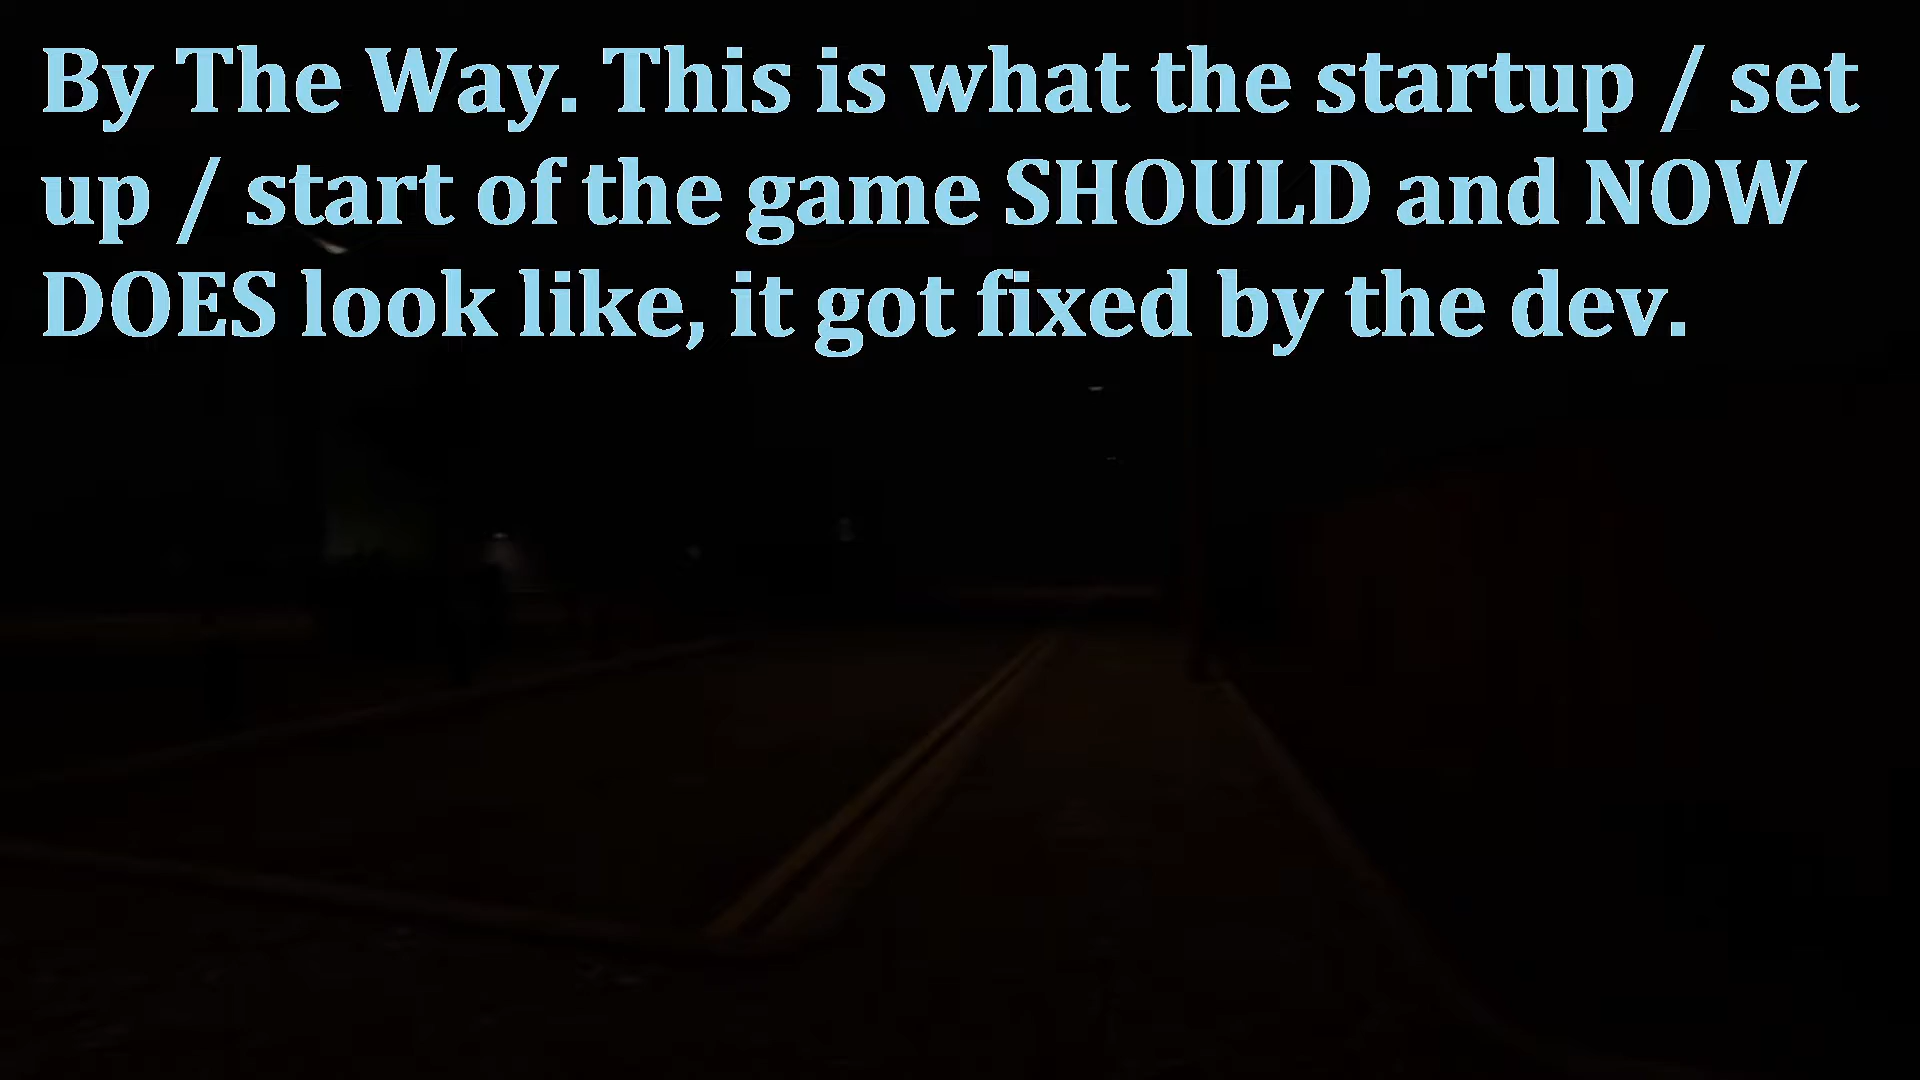 By The Way. This is what the startup / set
up / start of the game SHOULD and NOW
DOES look like, it got fixed by the dev.